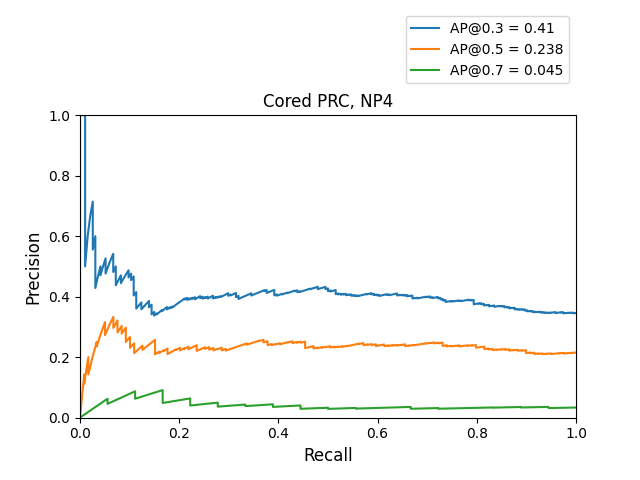 AP@0.3 = 0.41
AP@0.5 = 0.238
AP@0.7 = 0.045
Cored PRC, NP4
1.0
0.8
0.6
0.4
0.2
0.0
Precision
0.0 0.2 0.4 0.6 0.8 1.0
Recall